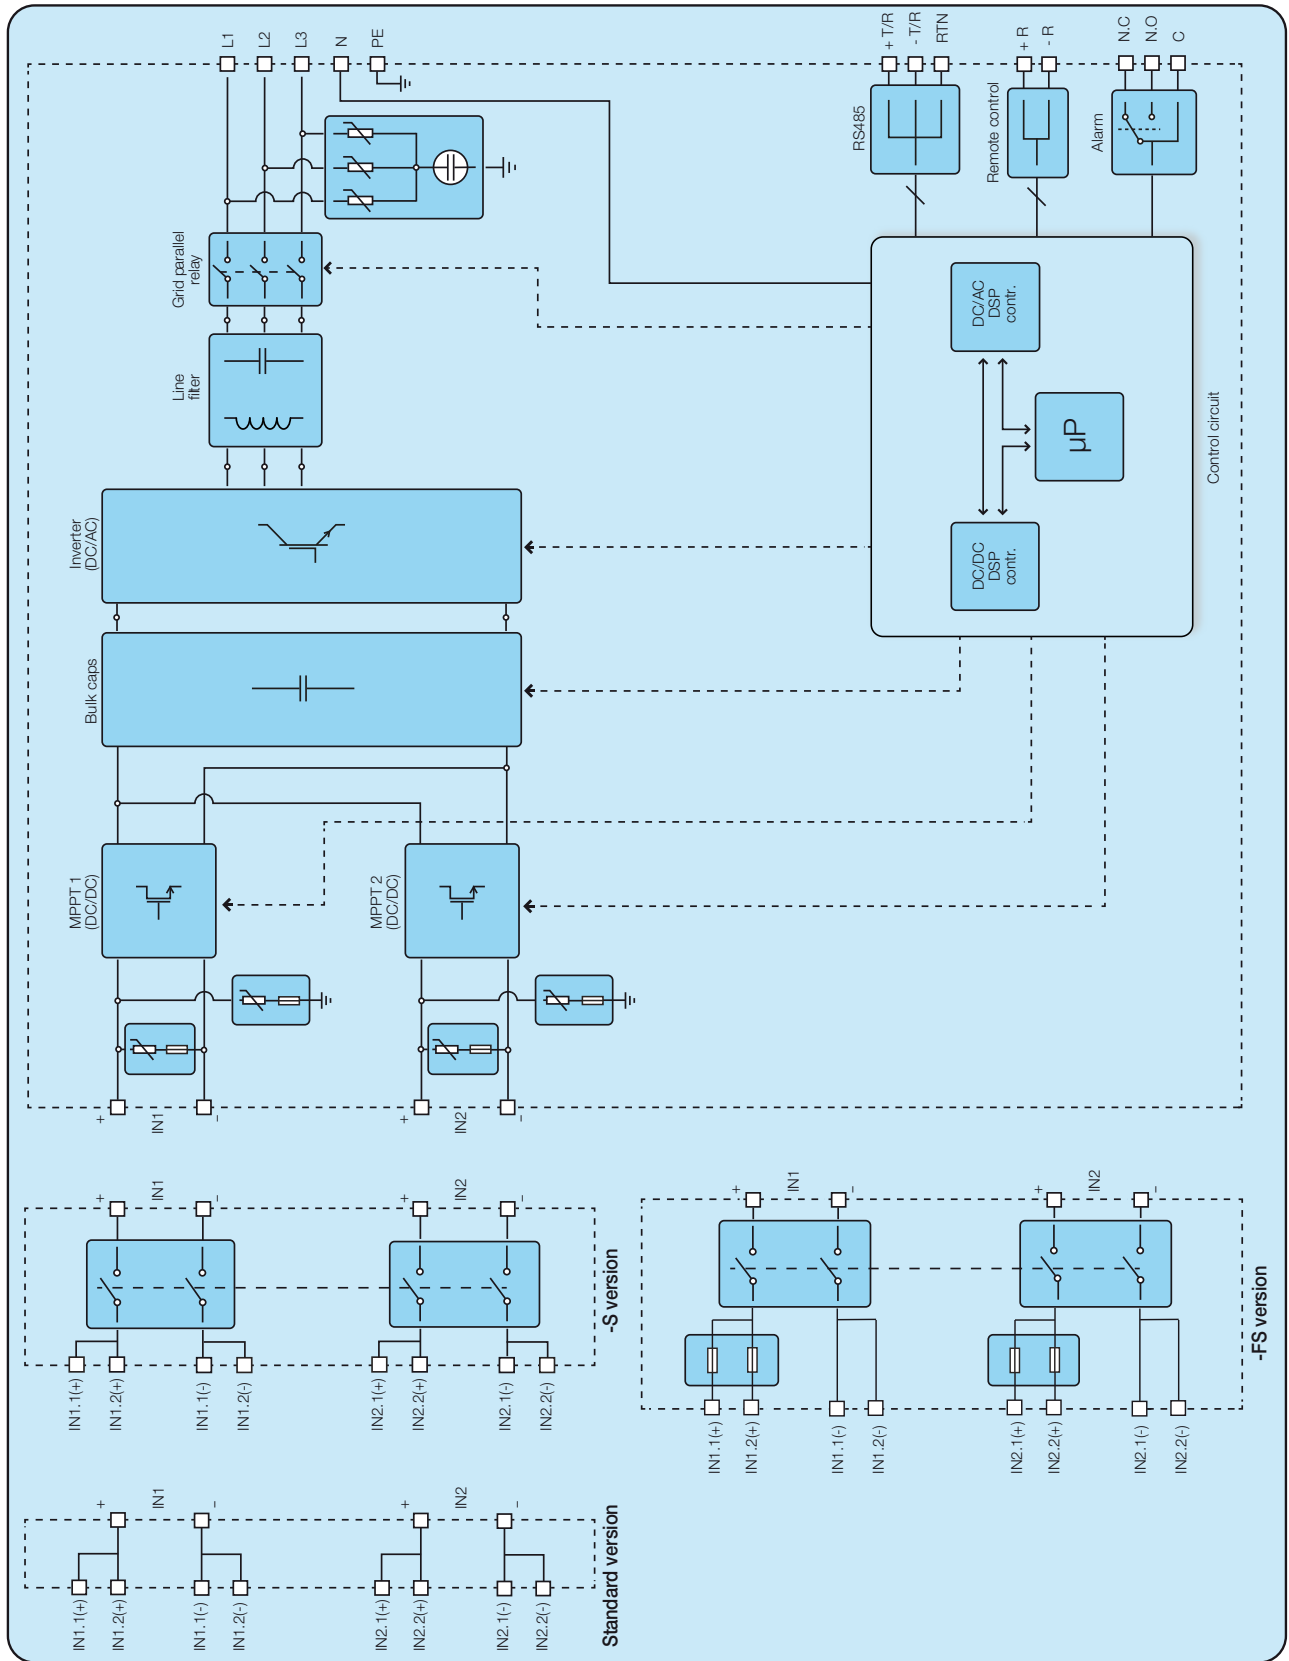 L1
L2
L3
N
PE
+ T/R
- T/R
RTN
+ R
- R
N.C
N.O
C
RS485
Remote control
Alarm
Grid parallel
relay
Line
filter
Inverter
(DC/AC)
Bulk caps
DC/AC
DSP
contr.
µP
DC/DC
DSP
contr.
Control circuit
MPPT 1
(DC/DC)
MPPT 2
(DC/DC)
+
IN1
–
+
IN2
–
+
IN1
–
+
IN2
–
IN1.1(+)
IN1.2(+)
IN1.1(-)
IN1.2(-)
IN2.1(+)
IN2.2(+)
IN2.1(-)
IN2.2(-)
-S version
+
IN1
–
+
IN2
–
IN1.1(+)
IN1.2(+)
IN1.1(-)
IN1.2(-)
IN2.1(+)
IN2.2(+)
IN2.1(-)
IN2.2(-)
-FS version
+
IN1
–
+
IN2
–
IN1.1(+)
IN1.2(+)
IN1.1(-)
IN1.2(-)
IN2.1(+)
IN2.2(+)
IN2.1(-)
IN2.2(-)
Standard version